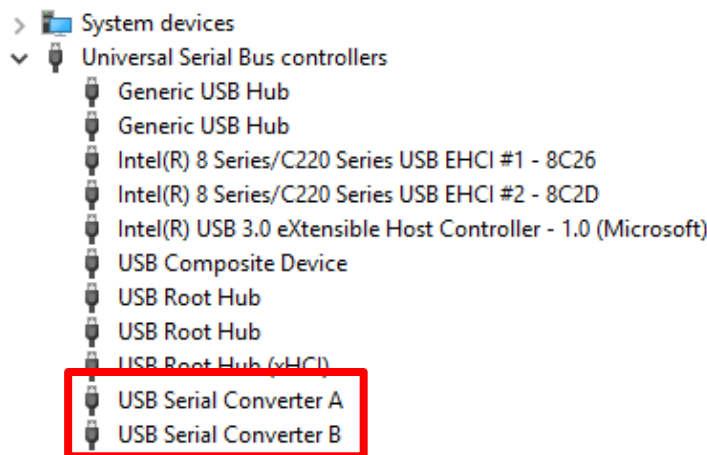 System devices
Universal Serial Bus controllers
Generic USB Hub
Generic USB Hub
Intel(R) 8 Series/C220 Series USB EHCI #1 - 8C26
Intel(R) 8 Series/C220 Series USB EHCI #2 - 8C2D
Intel(R) USB 3.0 eXtensible Host Controller - 1.0 (Microsoft)
USB Composite Device
USB Root Hub
USB Root Hub
USB Root Hub (xHCI)
USB Serial Converter A
USB Serial Converter B